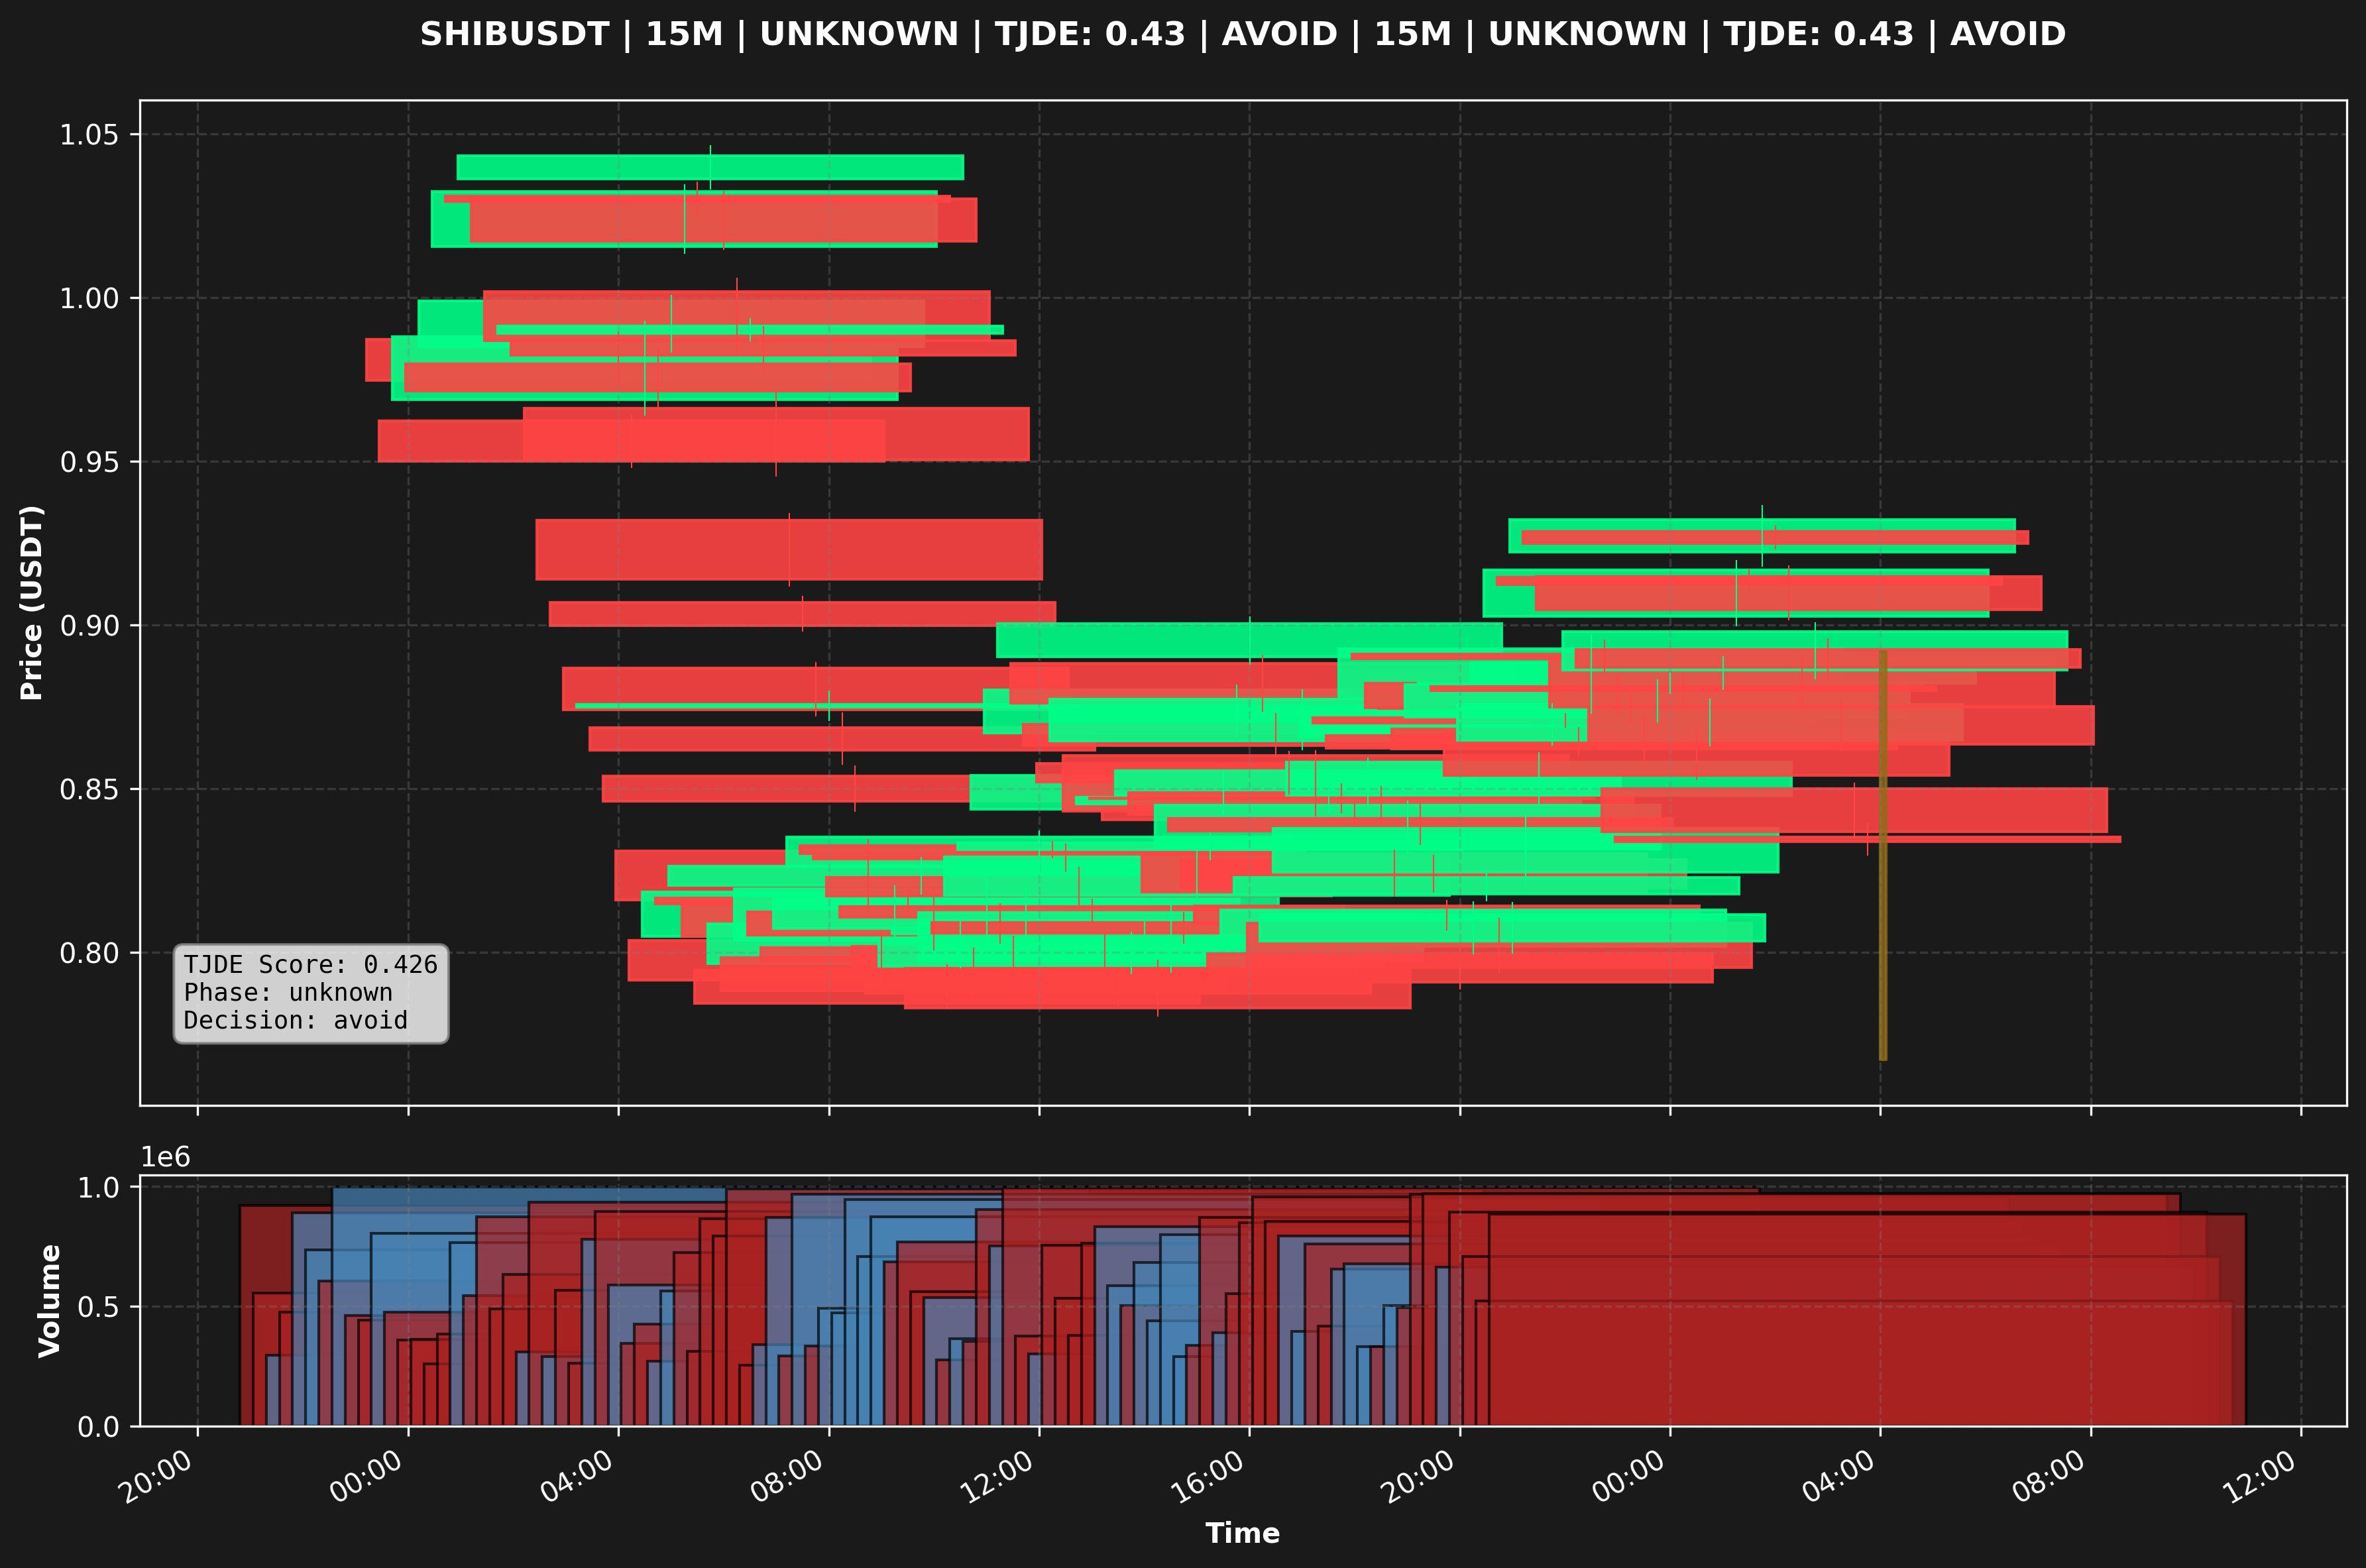 SHIBUSDT | 15M | UNKNOWN | TJDE: 0.43 | AVOID | 15M | UNKNOWN | TJDE: 0.43 | AVOID
Price (USDT)
1.05
1.00
0.95
0.90
0.85
0.80
TJDE Score: 0.426
Phase: unknown
Decision: avoid
1e6
Volume
1.0
0.5
0.0
20:00
00:00
04:00
08:00
12:00
16:00
20:00
00:00
04:00
08:00
12:00
Time